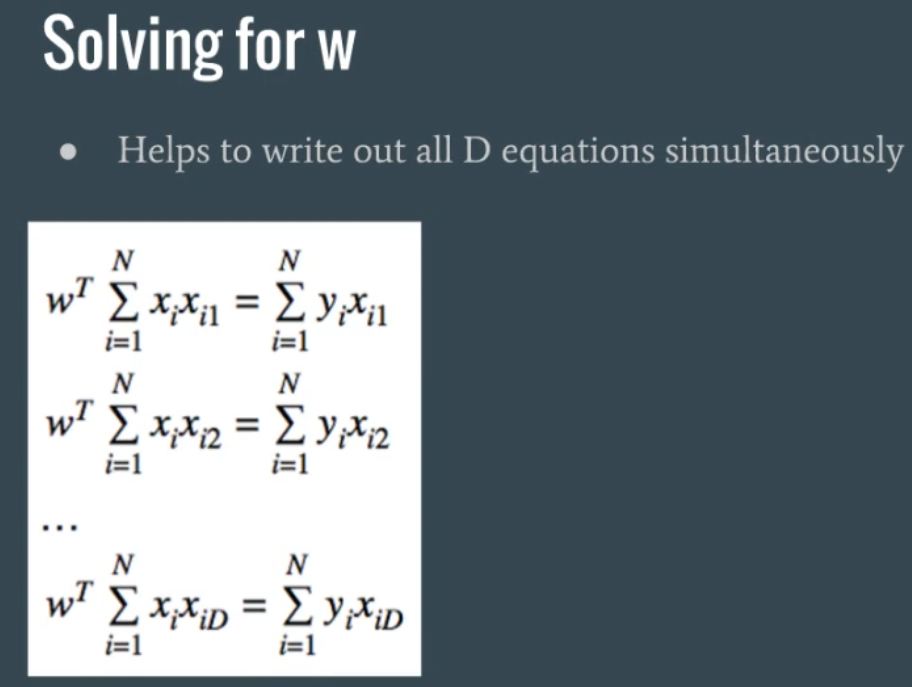 Solving for w
● Helps to write out all D equations simultaneously
w^T \sum_{i=1}^{N} x_i x_{i1} = \sum_{i=1}^{N} y_i x_{i1}
w^T \sum_{i=1}^{N} x_i x_{i2} = \sum_{i=1}^{N} y_i x_{i2}
...
w^T \sum_{i=1}^{N} x_i x_{iD} = \sum_{i=1}^{N} y_i x_{iD}